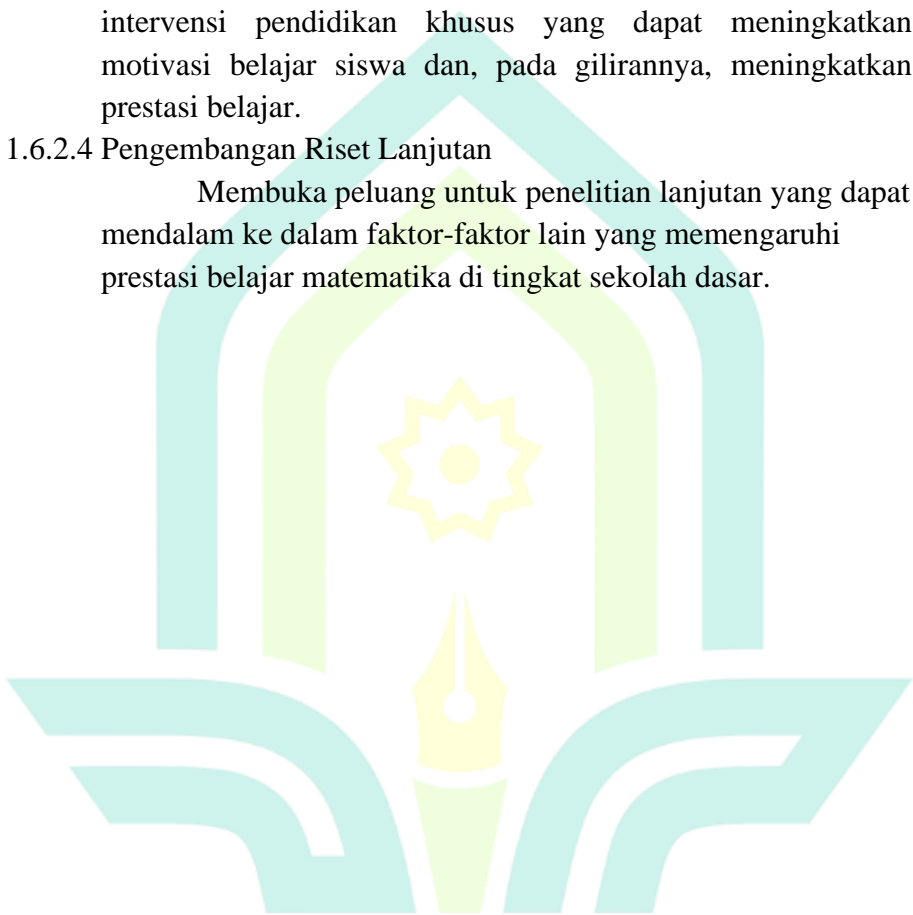 intervensi pendidikan khusus yang dapat meningkatkan
motivasi belajar siswa dan, pada gilirannya, meningkatkan
prestasi belajar.
1.6.2.4 Pengembangan Riset Lanjutan
Membuka peluang untuk penelitian lanjutan yang dapat
mendalam ke dalam faktor-faktor lain yang memengaruhi
prestasi belajar matematika di tingkat sekolah dasar.